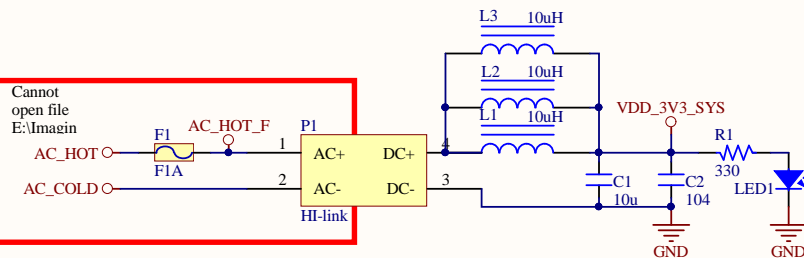 L3 10uH
L2 10uH
L1 10uH
Cannot
open file
E:\Imagin
VDD_3V3_SYS
F1 AC_HOT_F P1
AC_HOT 1 AC+ DC+ 4 R1
F1A 330
AC_COLD 2 AC- DC- 3 C1 C2 LED1
HI-link 10u 104
GND GND